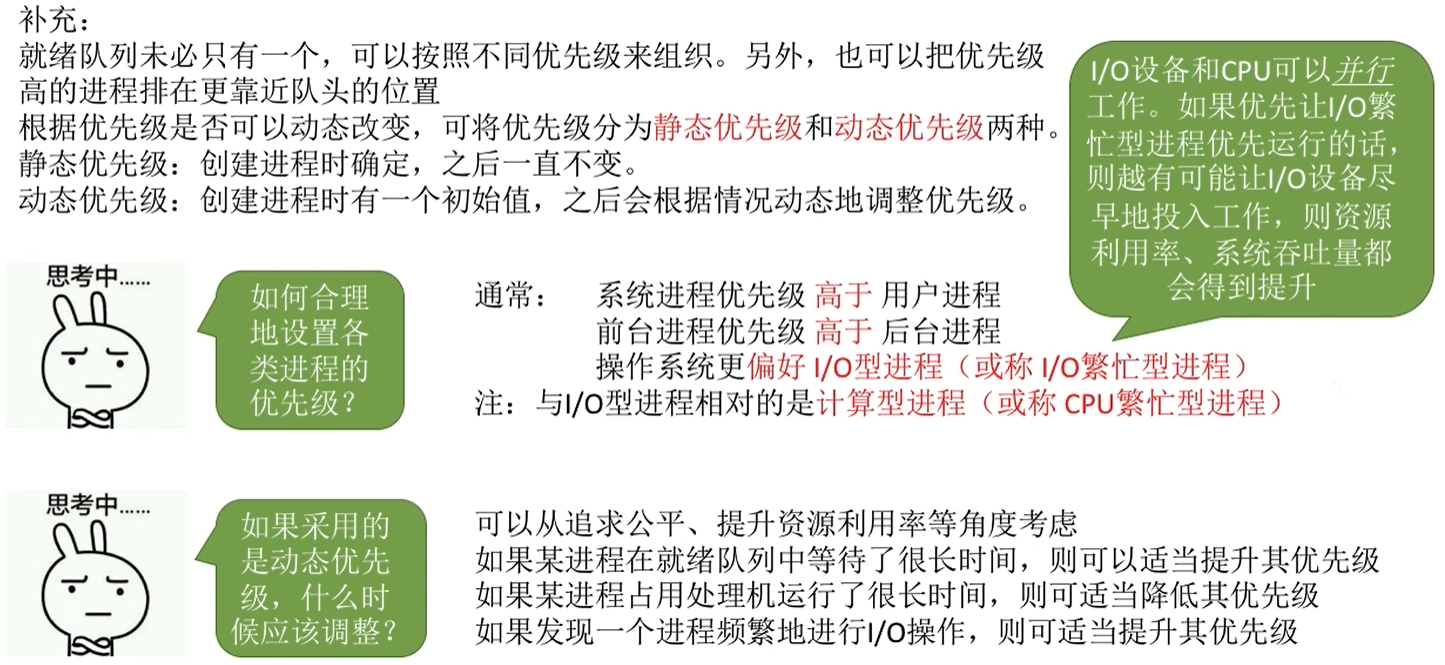 补充：
就绪队列未必只有一个，可以按照不同优先级来组织。另外，也可以把优先级
高的进程排在更靠近队头的位置
根据优先级是否可以动态改变，可将优先级分为静态优先级和动态优先级两种。
静态优先级：创建进程时确定，之后一直不变。
动态优先级：创建进程时有一个初始值，之后会根据情况动态地调整优先级。
I/O设备和CPU可以并行
工作。如果优先让I/O繁
忙型进程优先运行的话，
则越有可能让I/O设备尽
早地投入工作，则资源
利用率、系统吞吐量都
会得到提升
思考中......
如何合理
地设置各
类进程的
优先级？
通常： 系统进程优先级 高于 用户进程
前台进程优先级 高于 后台进程
操作系统更偏好 I/O型进程（或称 I/O繁忙型进程）
注：与I/O型进程相对的是计算型进程（或称 CPU繁忙型进程）
思考中......
如果采用的
是动态优先
级，什么时
候应该调整？
可以从追求公平、提升资源利用率等角度考虑
如果某进程在就绪队列中等待了很长时间，则可以适当提升其优先级
如果某进程占用处理机运行了很长时间，则可适当降低其优先级
如果发现一个进程频繁地进行I/O操作，则可适当提升其优先级